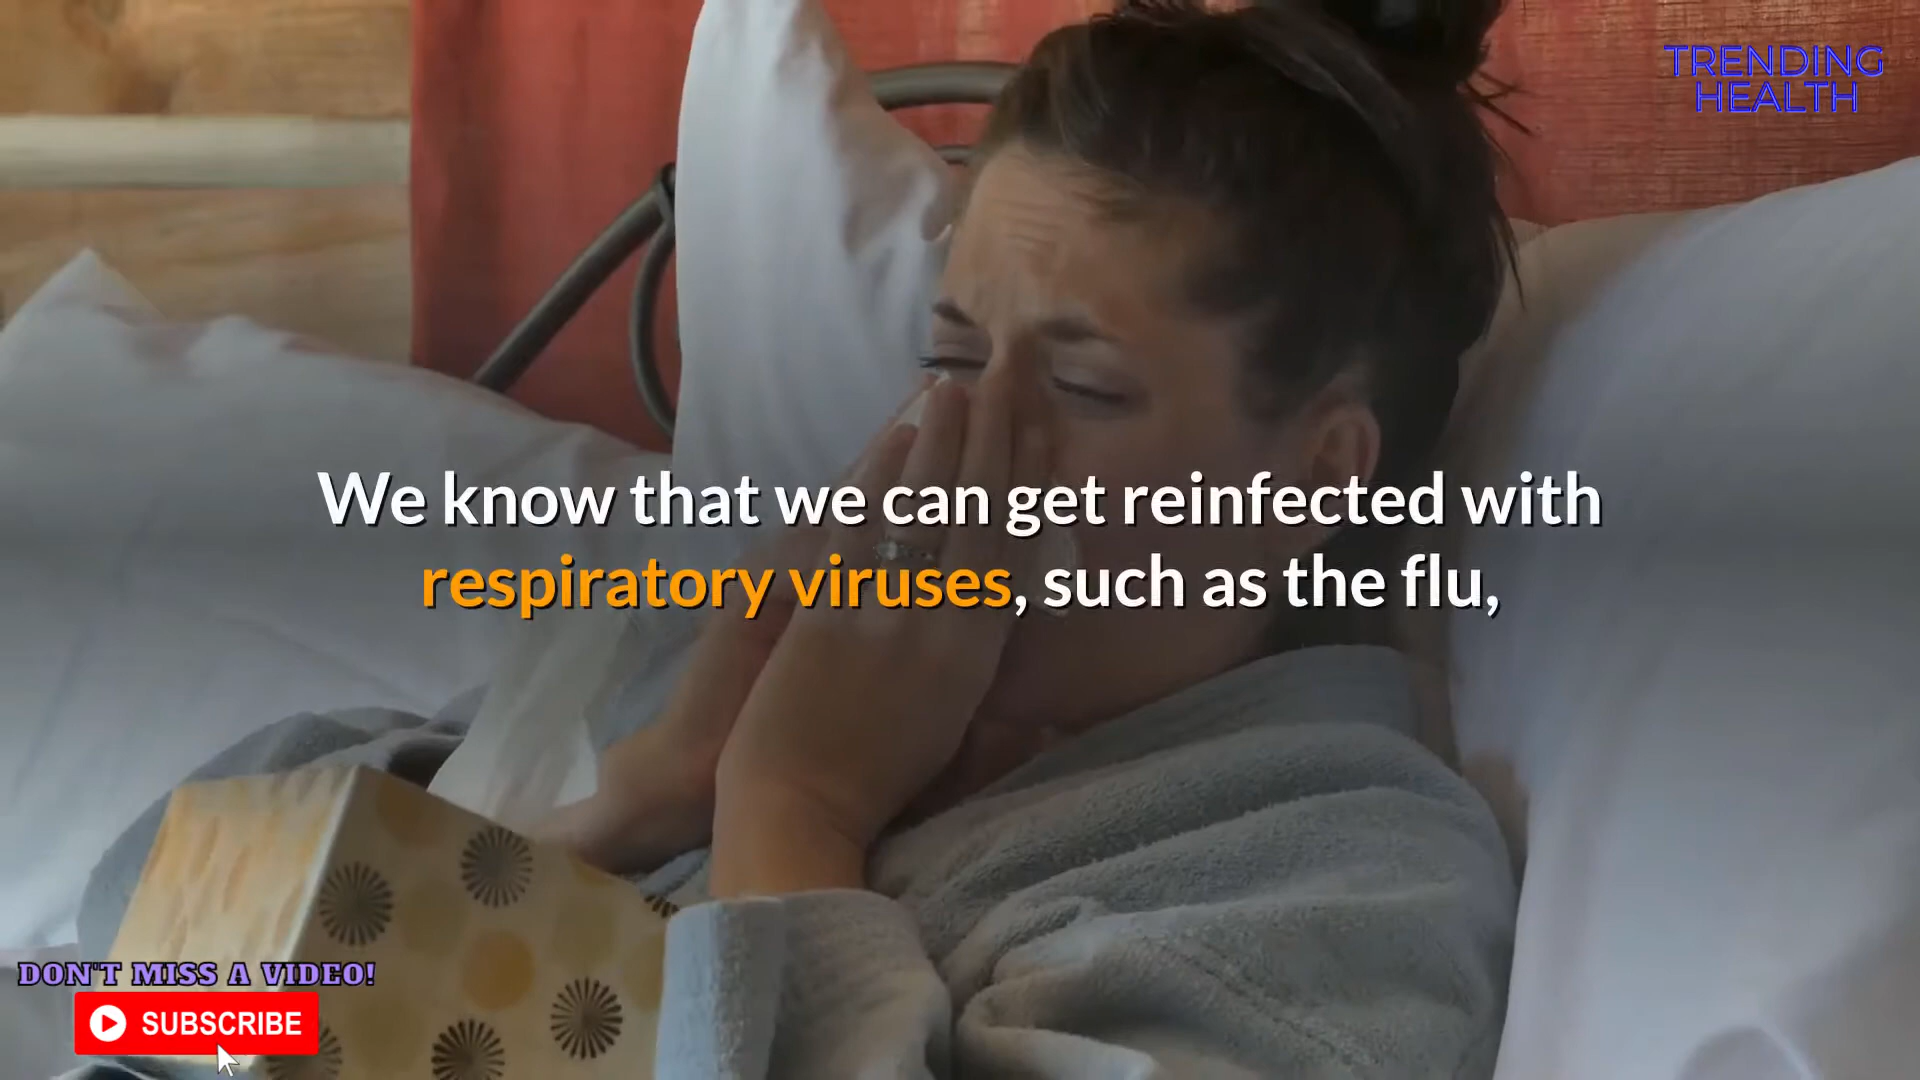 TRENDING
HEALTH
We know that we can get reinfected with
respiratory viruses, such as the flu,
DON'T MISS A VIDEO!
SUBSCRIBE